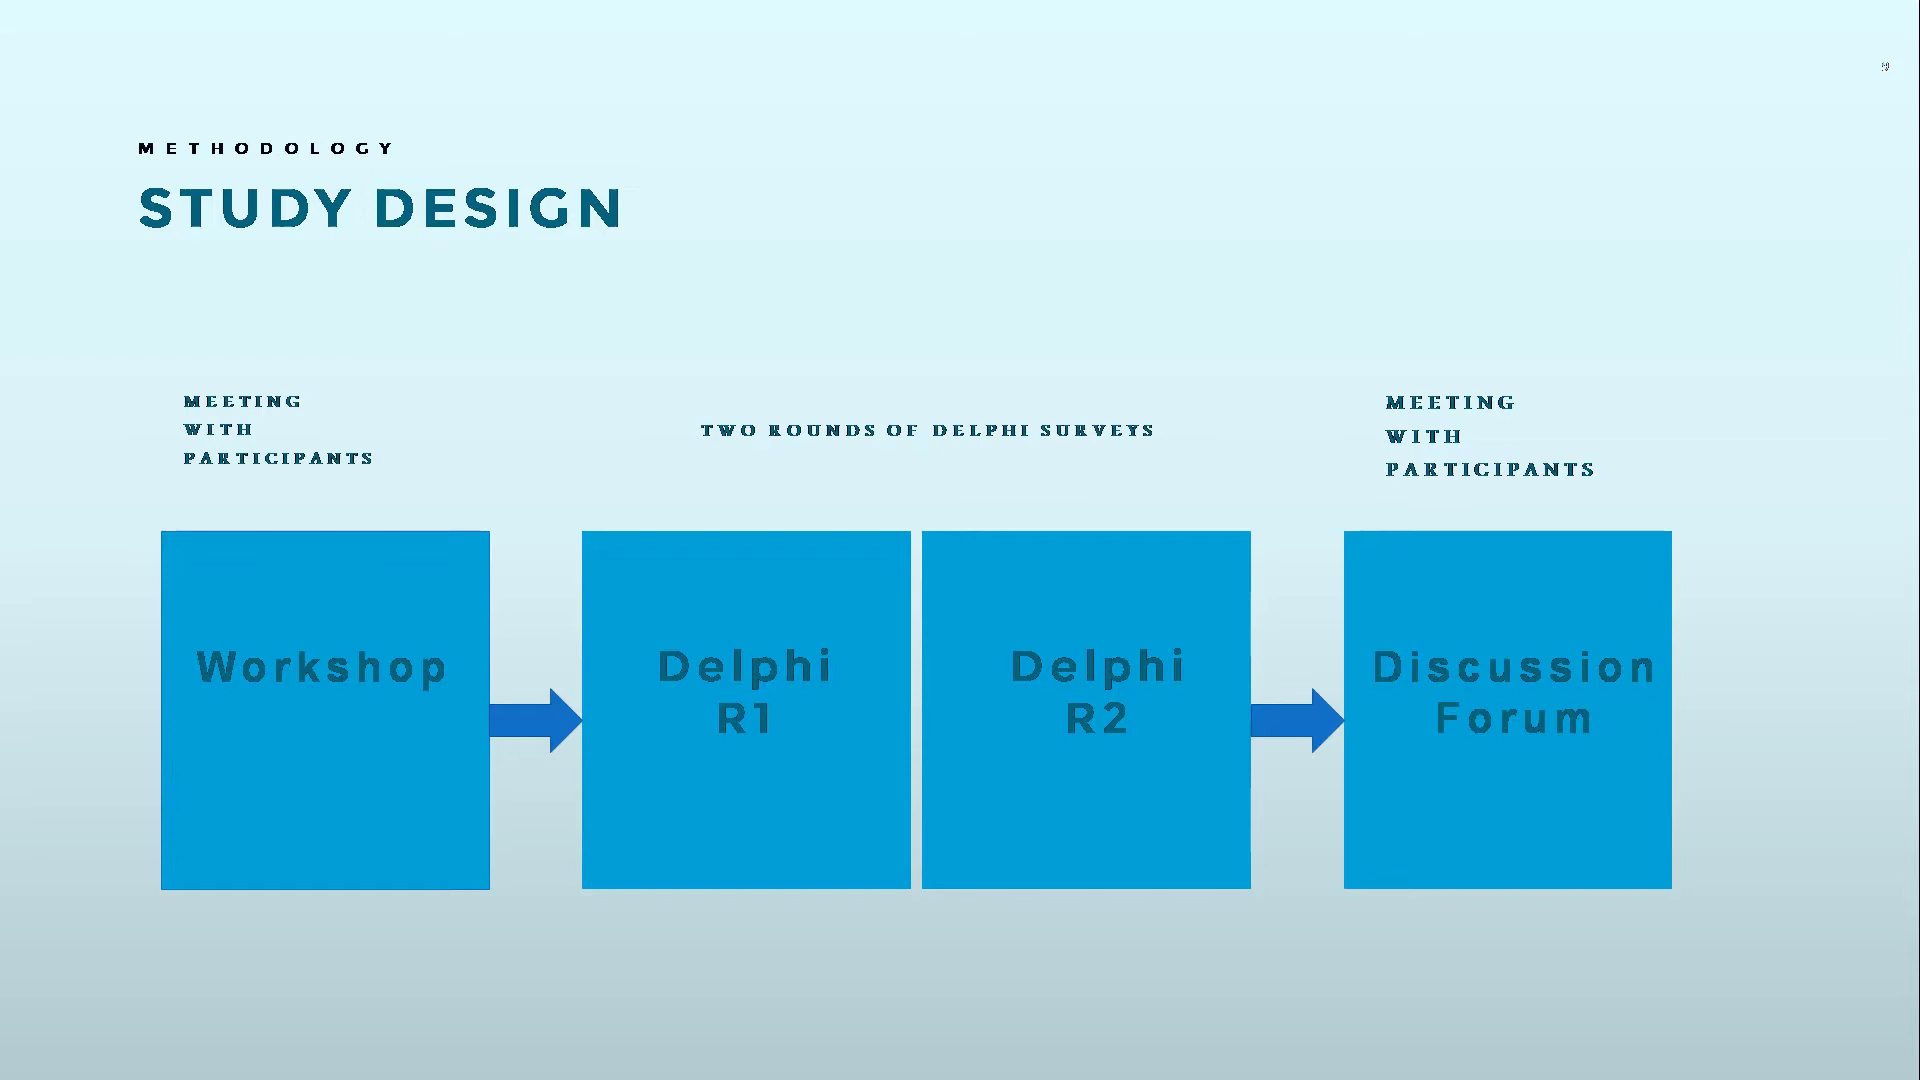 METHODOLOGY
STUDY DESIGN
MEETING
WITH
PARTICIPANTS
TWO ROUNDS OF DELPHI SURVEYS
MEETING
WITH
PARTICIPANTS
Workshop
Delphi
R1
Delphi
R2
Discussion
Forum